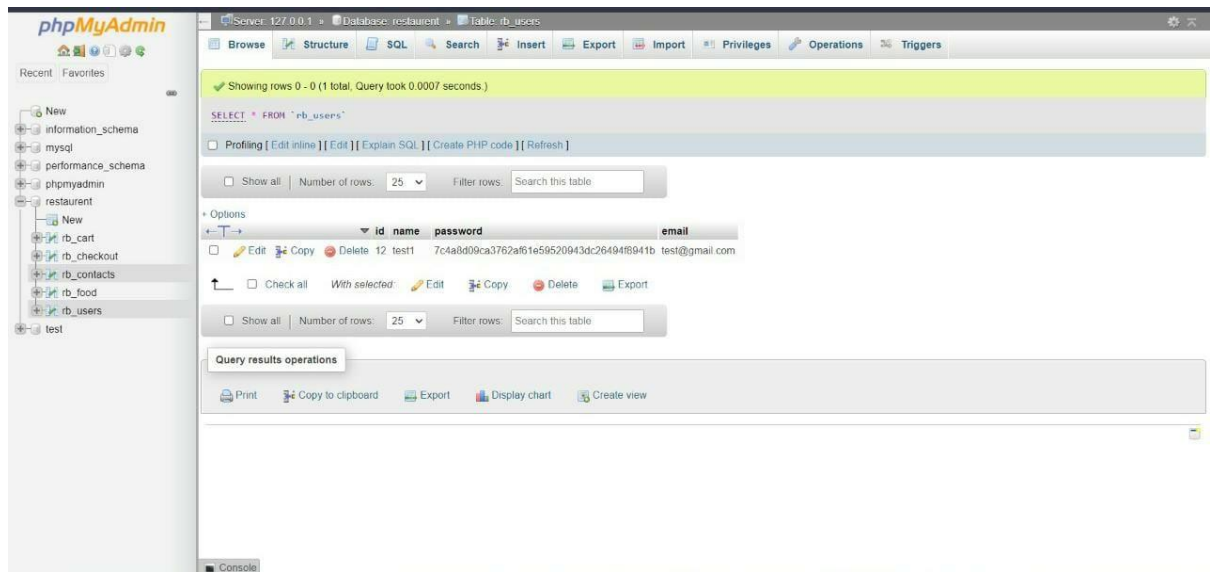 phpMyAdmin
Recent Favorites
New
information_schema
mysql
performance_schema
phpmyadmin
restaurent
New
rb_cart
rb_checkout
rb_contacts
rb_food
rb_users
test
Server: 127.0.0.1 » Database: restaurent » Table: rb_users
Browse Structure SQL Search Insert Export Import Privileges Operations Triggers
Showing rows 0 - 0 (1 total, Query took 0.0007 seconds.)
SELECT * FROM `rb_users`
Profiling [ Edit inline ] [ Edit ] [ Explain SQL ] [ Create PHP code ] [ Refresh ]
Show all | Number of rows: 25 Filter rows: Search this table
+ Options
←T→ ▼ id name password email
Edit Copy Delete 12 test1 7c4a8d09ca3762af61e59520943dc26494f8941b test@gmail.com
Check all With selected: Edit Copy Delete Export
Show all | Number of rows: 25 Filter rows: Search this table
Query results operations
Print Copy to clipboard Export Display chart Create view
Console